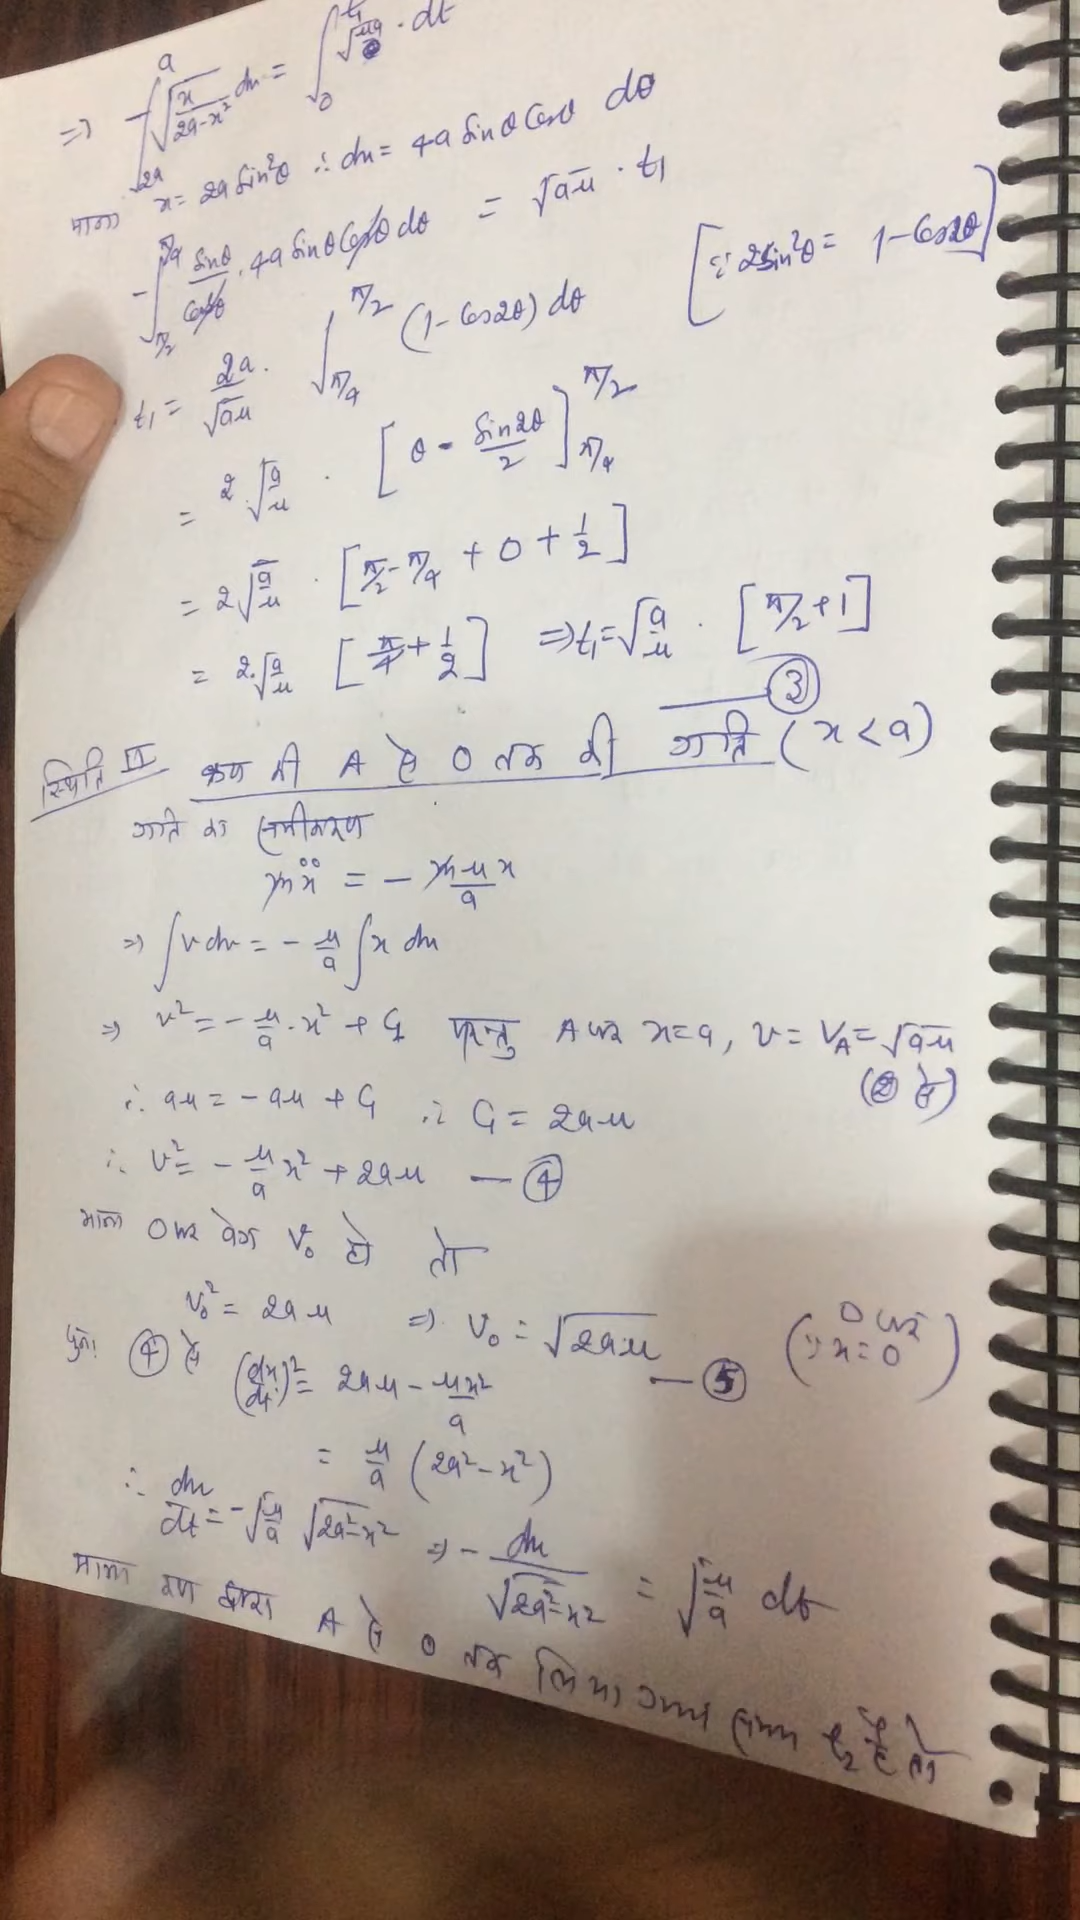 ⇒ -∫_{2a}^{a} √(x/(2a-x²)) dx = ∫_{0}^{t₁} √(μa) · dt
माना x = 2a sin²θ ∴ dx = 4a sinθ cosθ dθ
-∫_{π/2}^{π/4} sinθ/cosθ · 4a sinθ cosθ dθ = √(aμ) · t₁
t₁ = 2a/√(aμ) · ∫_{π/4}^{π/2} (1-cos2θ) dθ [∵ 2sin²θ = 1-cos2θ]
= 2√(a/μ) · [θ - sin2θ/2]_{π/4}^{π/2}
= 2√(a/μ) · [π/2 - π/4 + 0 + 1/2]
= 2·√(a/μ) [π/4 + 1/2] ⇒ t₁ = √(a/μ) · [π/2 + 1]
—— ③
स्थिति II कण की A से O तक की गति (x < a)
गति का समीकरण
mẍ = - mμx/a
⇒ ∫v dv = - μ/a ∫x dx
⇒ v² = - μ/a · x² + C₁ परन्तु A पर x = a, v = V_A = √(aμ)
(② से)
∴ aμ = - aμ + C₁ ∴ C₁ = 2aμ
∴ v² = - μ/a x² + 2aμ — ④
माना O पर वेग V₀ हो तो
V₀² = 2aμ ⇒ V₀ = √(2aμ) — ⑤ (∵ O पर x = 0)
पुनः ④ से (dx/dt)² = 2aμ - μx²/a
= μ/a (2a² - x²)
∴ dx/dt = -√(μ/a) √(2a²-x²) ⇒ - dx/√(2a²-x²) = √(μ/a) dt
माना कण द्वारा A से O तक लिया गया समय t₂ है तो